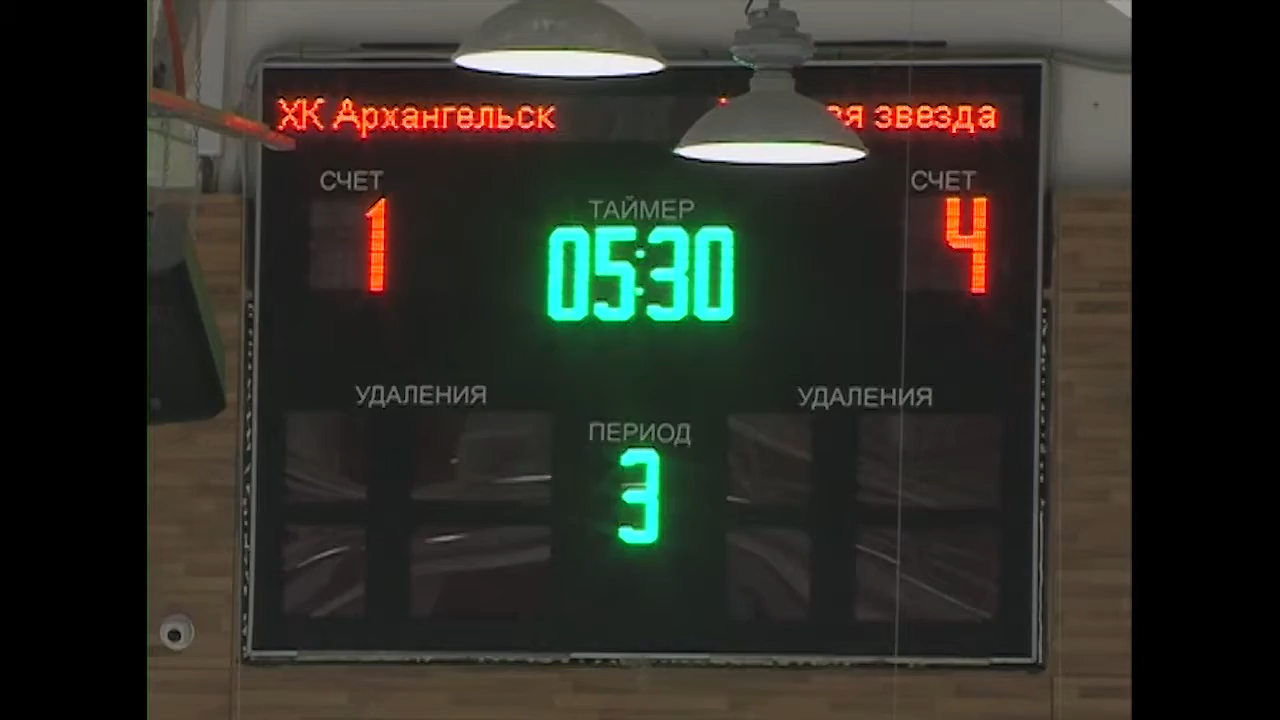 ХК Архангельск звезда
СЧЕТ СЧЕТ
ТАЙМЕР
1 05:30 4
УДАЛЕНИЯ УДАЛЕНИЯ
ПЕРИОД
3